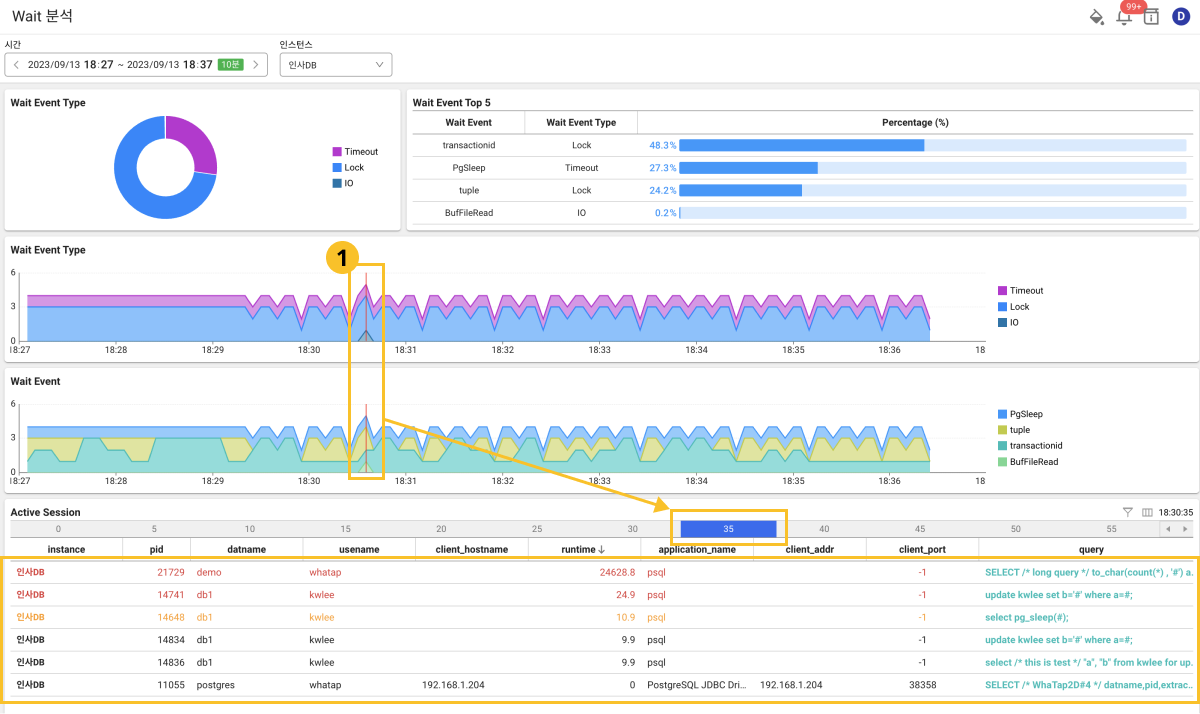 Wait 분석
99+
D
시간
인스턴스
2023/09/13 18:27 ~ 2023/09/13 18:37 10분
인사DB
Wait Event Type
Timeout
Lock
IO
Wait Event Top 5
Wait Event Wait Event Type Percentage (%)
transactionid Lock 48.3%
PgSleep Timeout 27.3%
tuple Lock 24.2%
BufFileRead IO 0.2%
1
Wait Event Type
6
3
0
18:27 18:28 18:29 18:30 18:31 18:32 18:33 18:34 18:35 18:36 18
Timeout
Lock
IO
Wait Event
6
3
0
18:27 18:28 18:29 18:30 18:31 18:32 18:33 18:34 18:35 18:36 18
PgSleep
tuple
transactionid
BufFileRead
Active Session
18:30:35
0 5 10 15 20 25 30 35 40 45 50 55
instance pid datname usename client_hostname runtime application_name client_addr client_port query
인사DB 21729 demo whatap 24628.8 psql -1 SELECT /* long query */ to_char(count(*) , '#') a.
인사DB 14741 db1 kwlee 24.9 psql -1 update kwlee set b='#' where a=#;
인사DB 14648 db1 kwlee 10.9 psql -1 select pg_sleep(#);
인사DB 14834 db1 kwlee 9.9 psql -1 update kwlee set b='#' where a=#;
인사DB 14836 db1 kwlee 9.9 psql -1 select /* this is test */ "a", "b" from kwlee for up.
인사DB 11055 postgres whatap 192.168.1.204 0 PostgreSQL JDBC Dri... 192.168.1.204 38358 SELECT /* WhaTap2D#4 */ datname,pid,extrac..